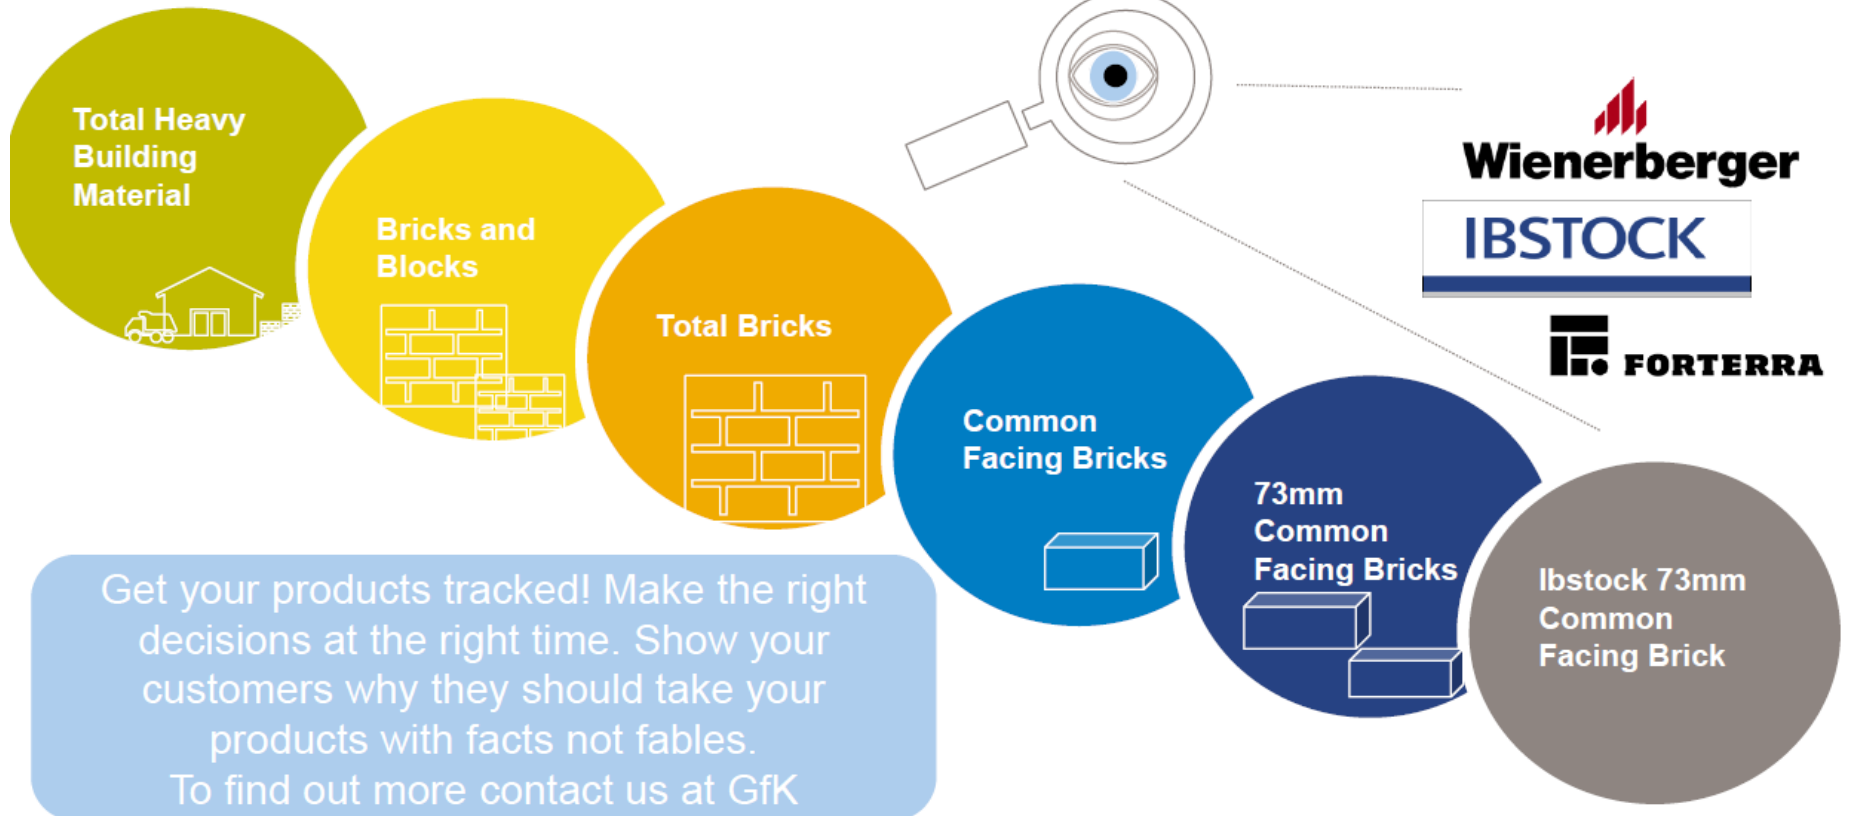 Total Heavy
Building
Material
Bricks and
Blocks
Total Bricks
Common
Facing Bricks
73mm
Common
Facing Bricks
Ibstock 73mm
Common
Facing Brick
Wienerberger
IBSTOCK
FORTERRA
Get your products tracked! Make the right
decisions at the right time. Show your
customers why they should take your
products with facts not fables.
To find out more contact us at GfK